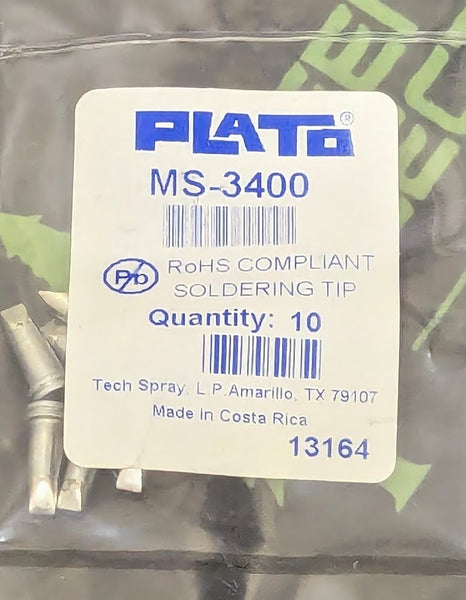 PLATO®
MS-3400
Pb
RoHS COMPLIANT
SOLDERING TIP
Quantity: 10
Tech Spray, L.P. Amarillo, TX 79107
Made in Costa Rica
13164